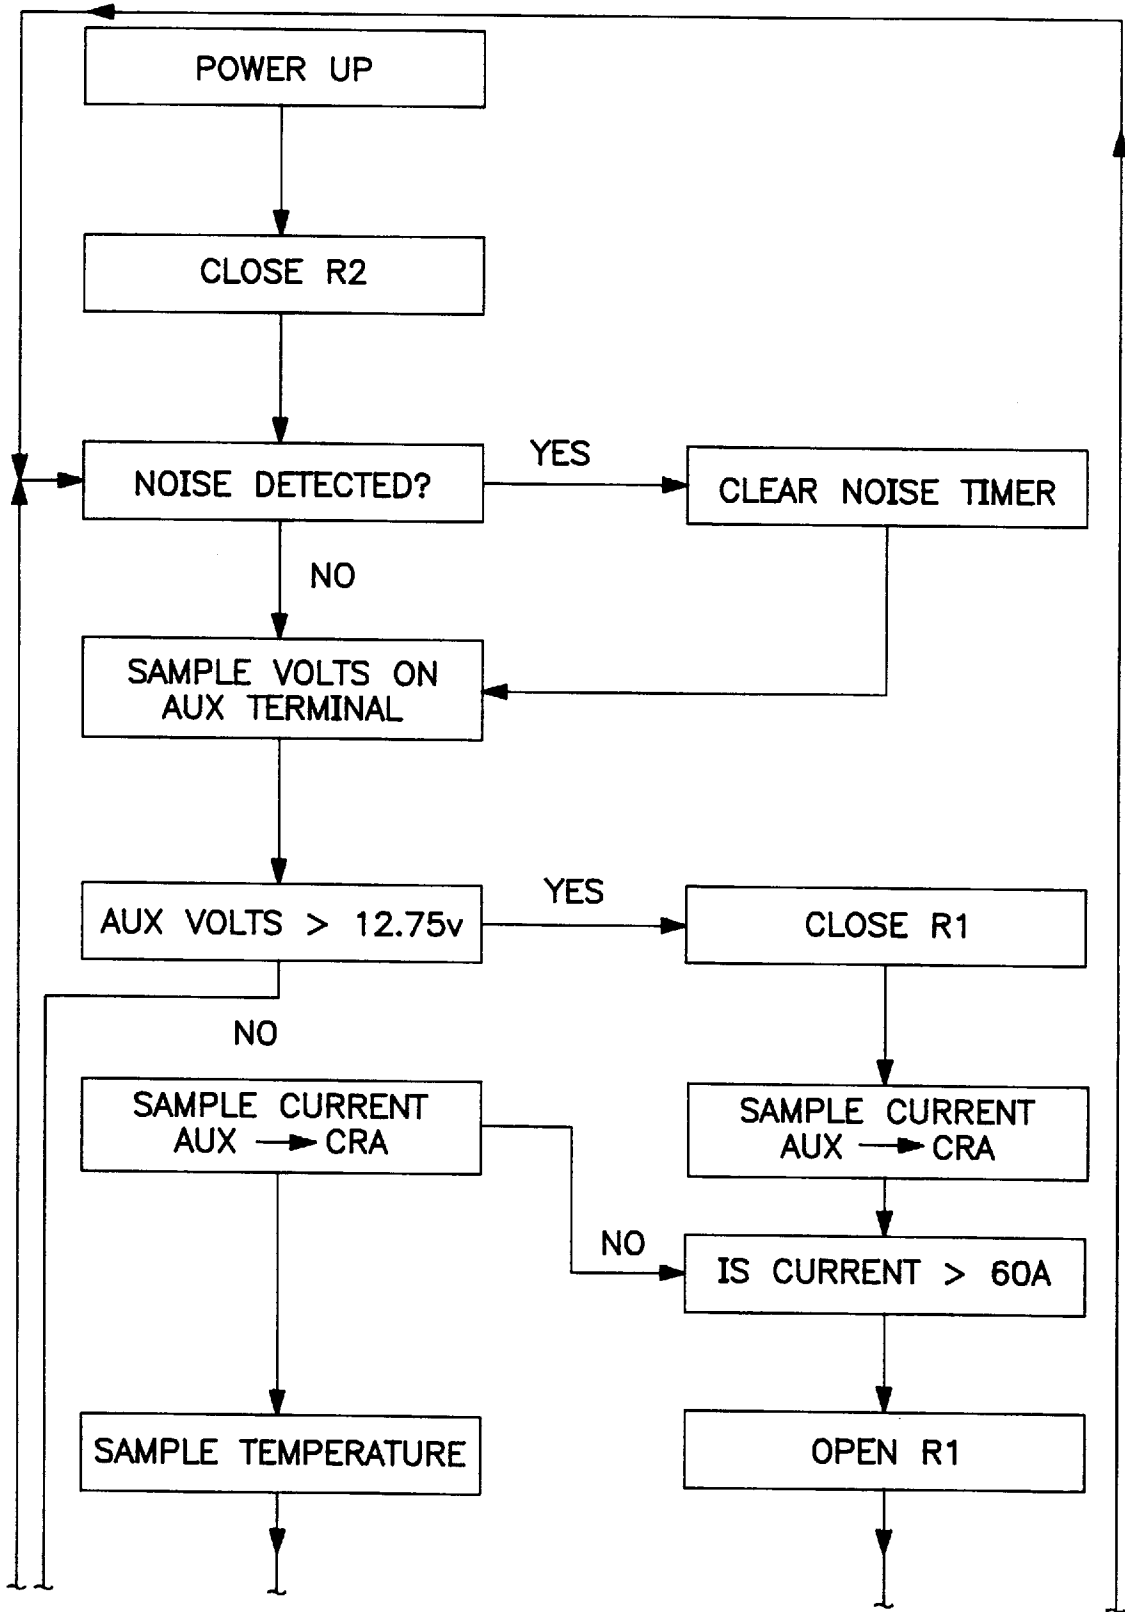 POWER UP
CLOSE R2
NOISE DETECTED?
YES
CLEAR NOISE TIMER
NO
SAMPLE VOLTS ON
AUX TERMINAL
AUX VOLTS > 12.75v
YES
CLOSE R1
NO
SAMPLE CURRENT
AUX → CRA
SAMPLE CURRENT
AUX → CRA
NO
IS CURRENT > 60A
SAMPLE TEMPERATURE
OPEN R1